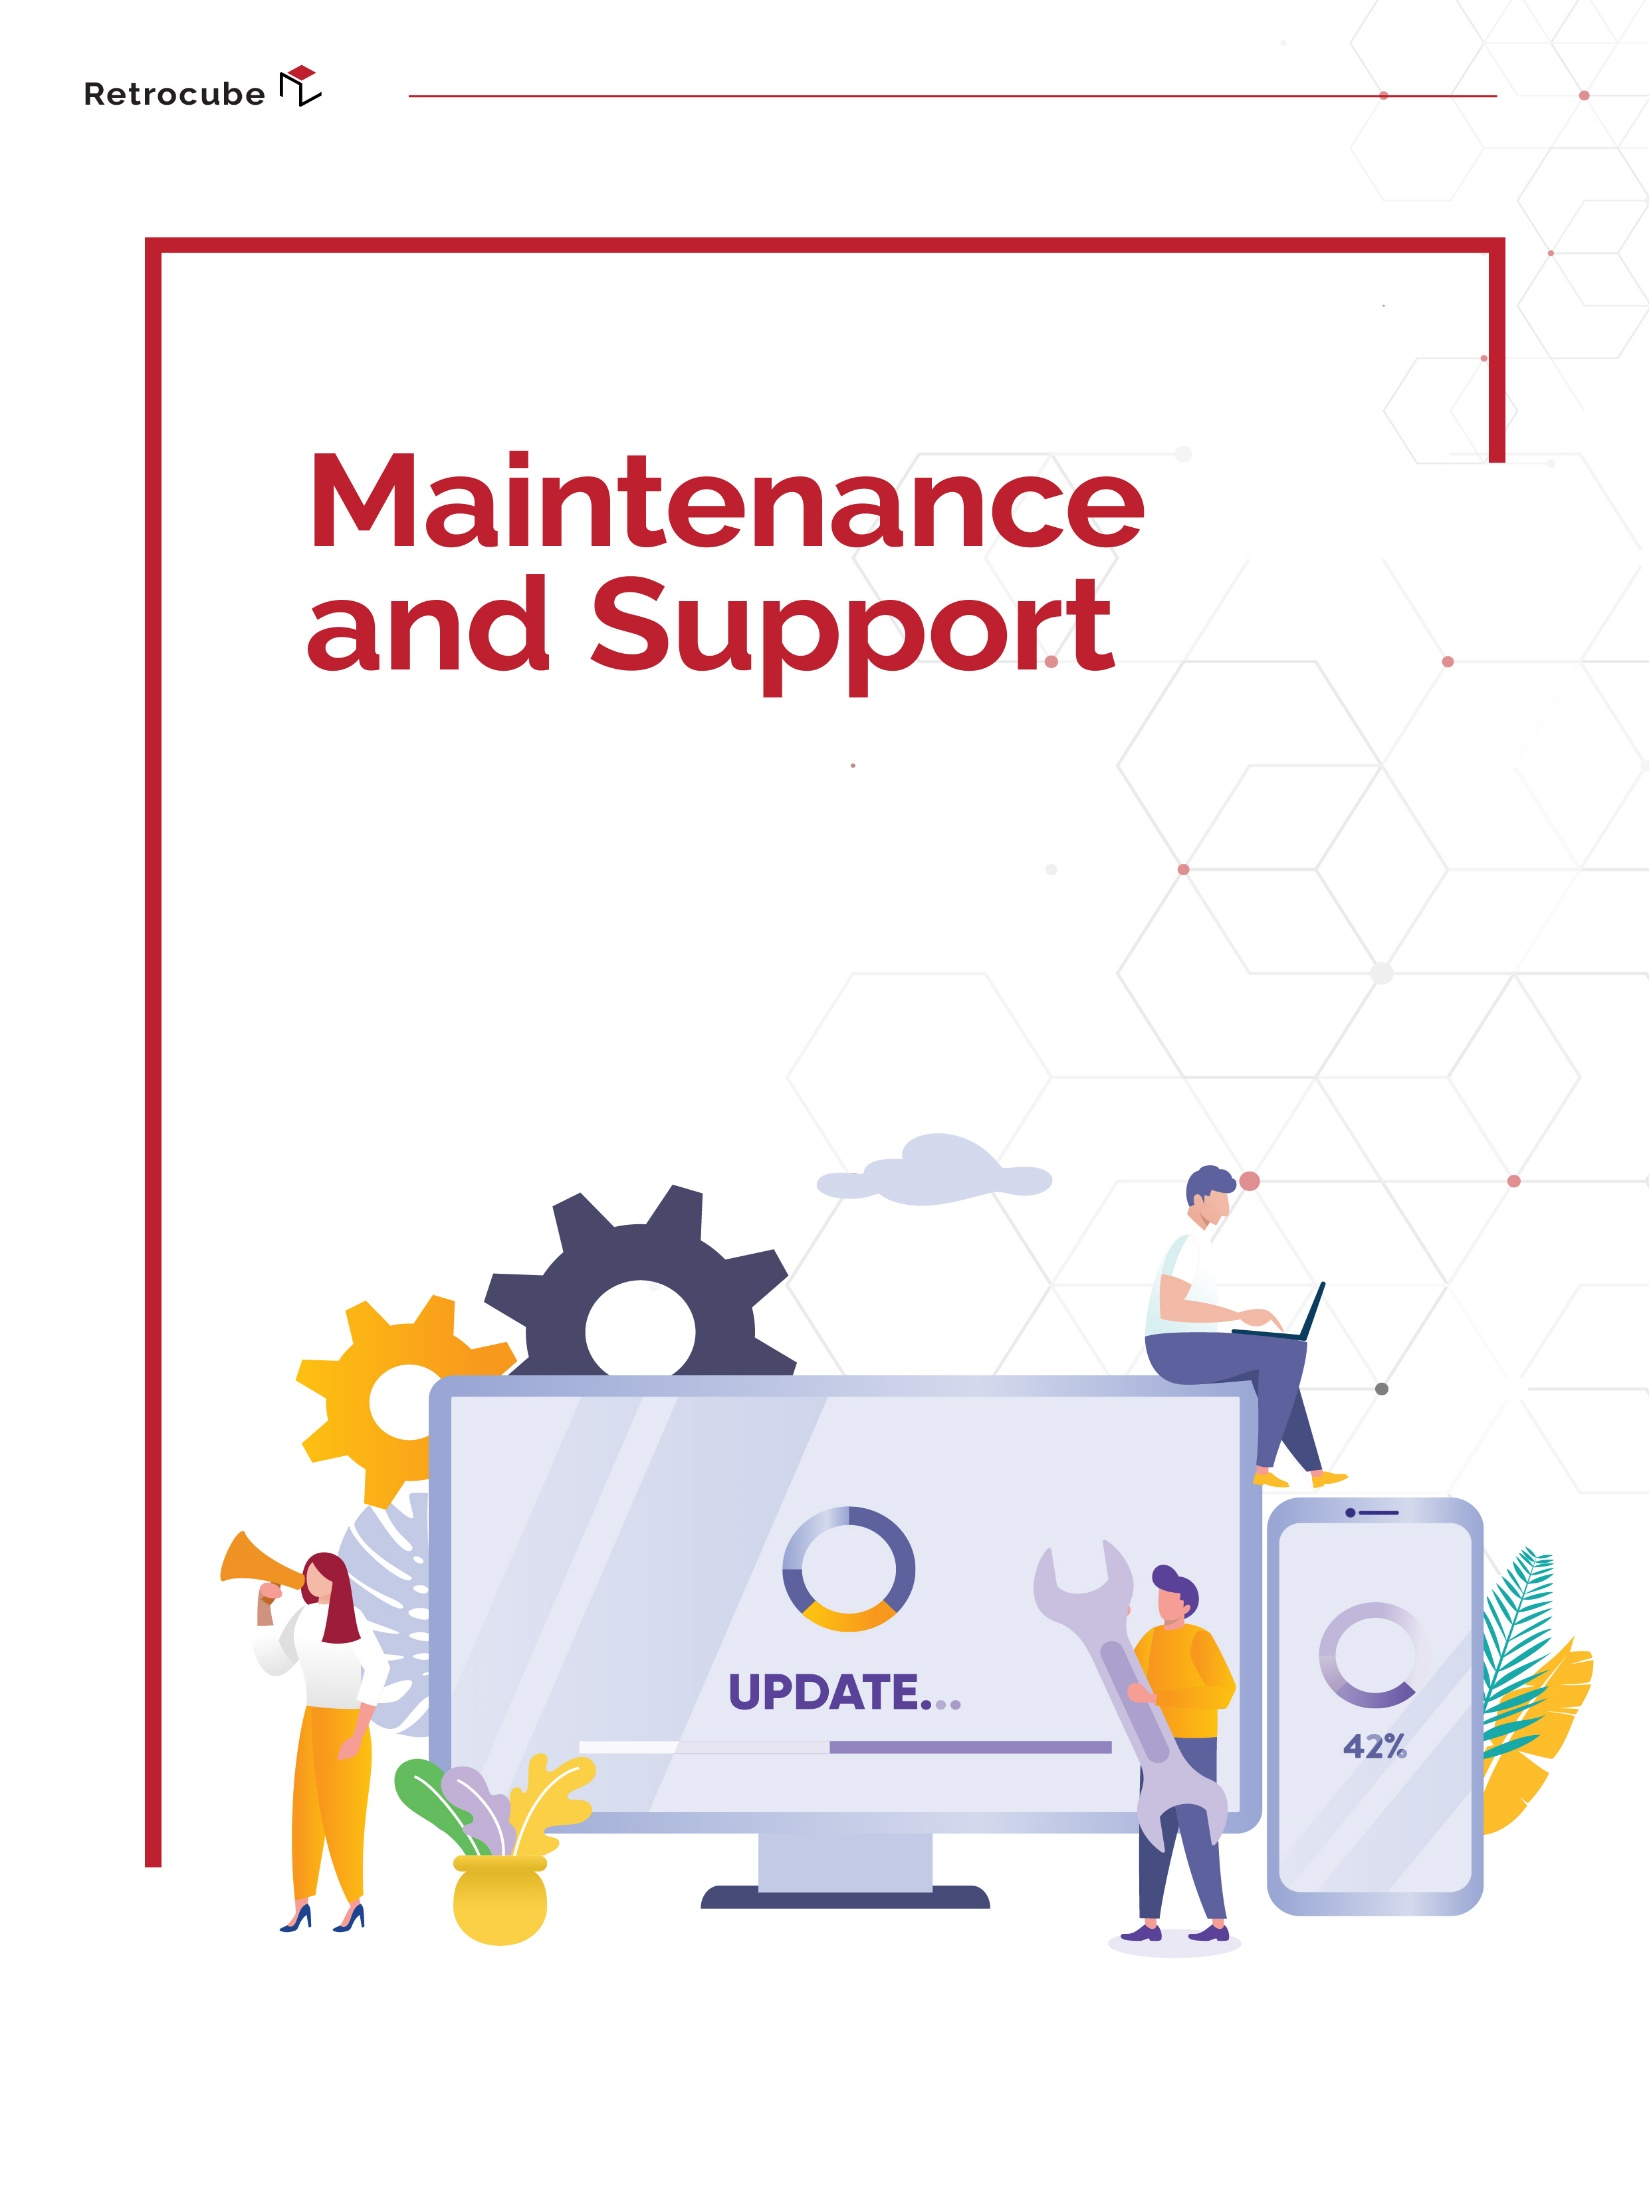 Retrocube
Maintenance
and Support
UPDATE...
42%